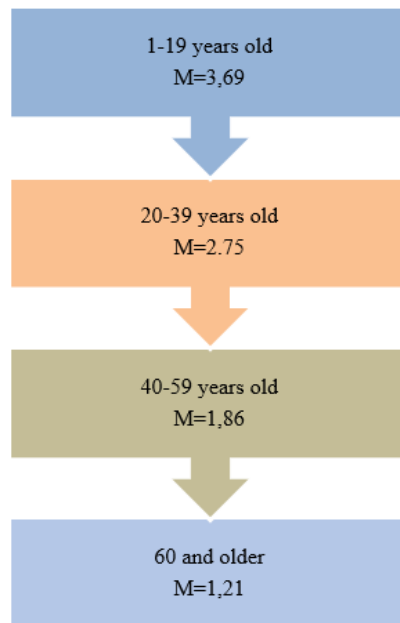 1-19 years old
M=3,69
20-39 years old
M=2.75
40-59 years old
M=1,86
60 and older
M=1,21